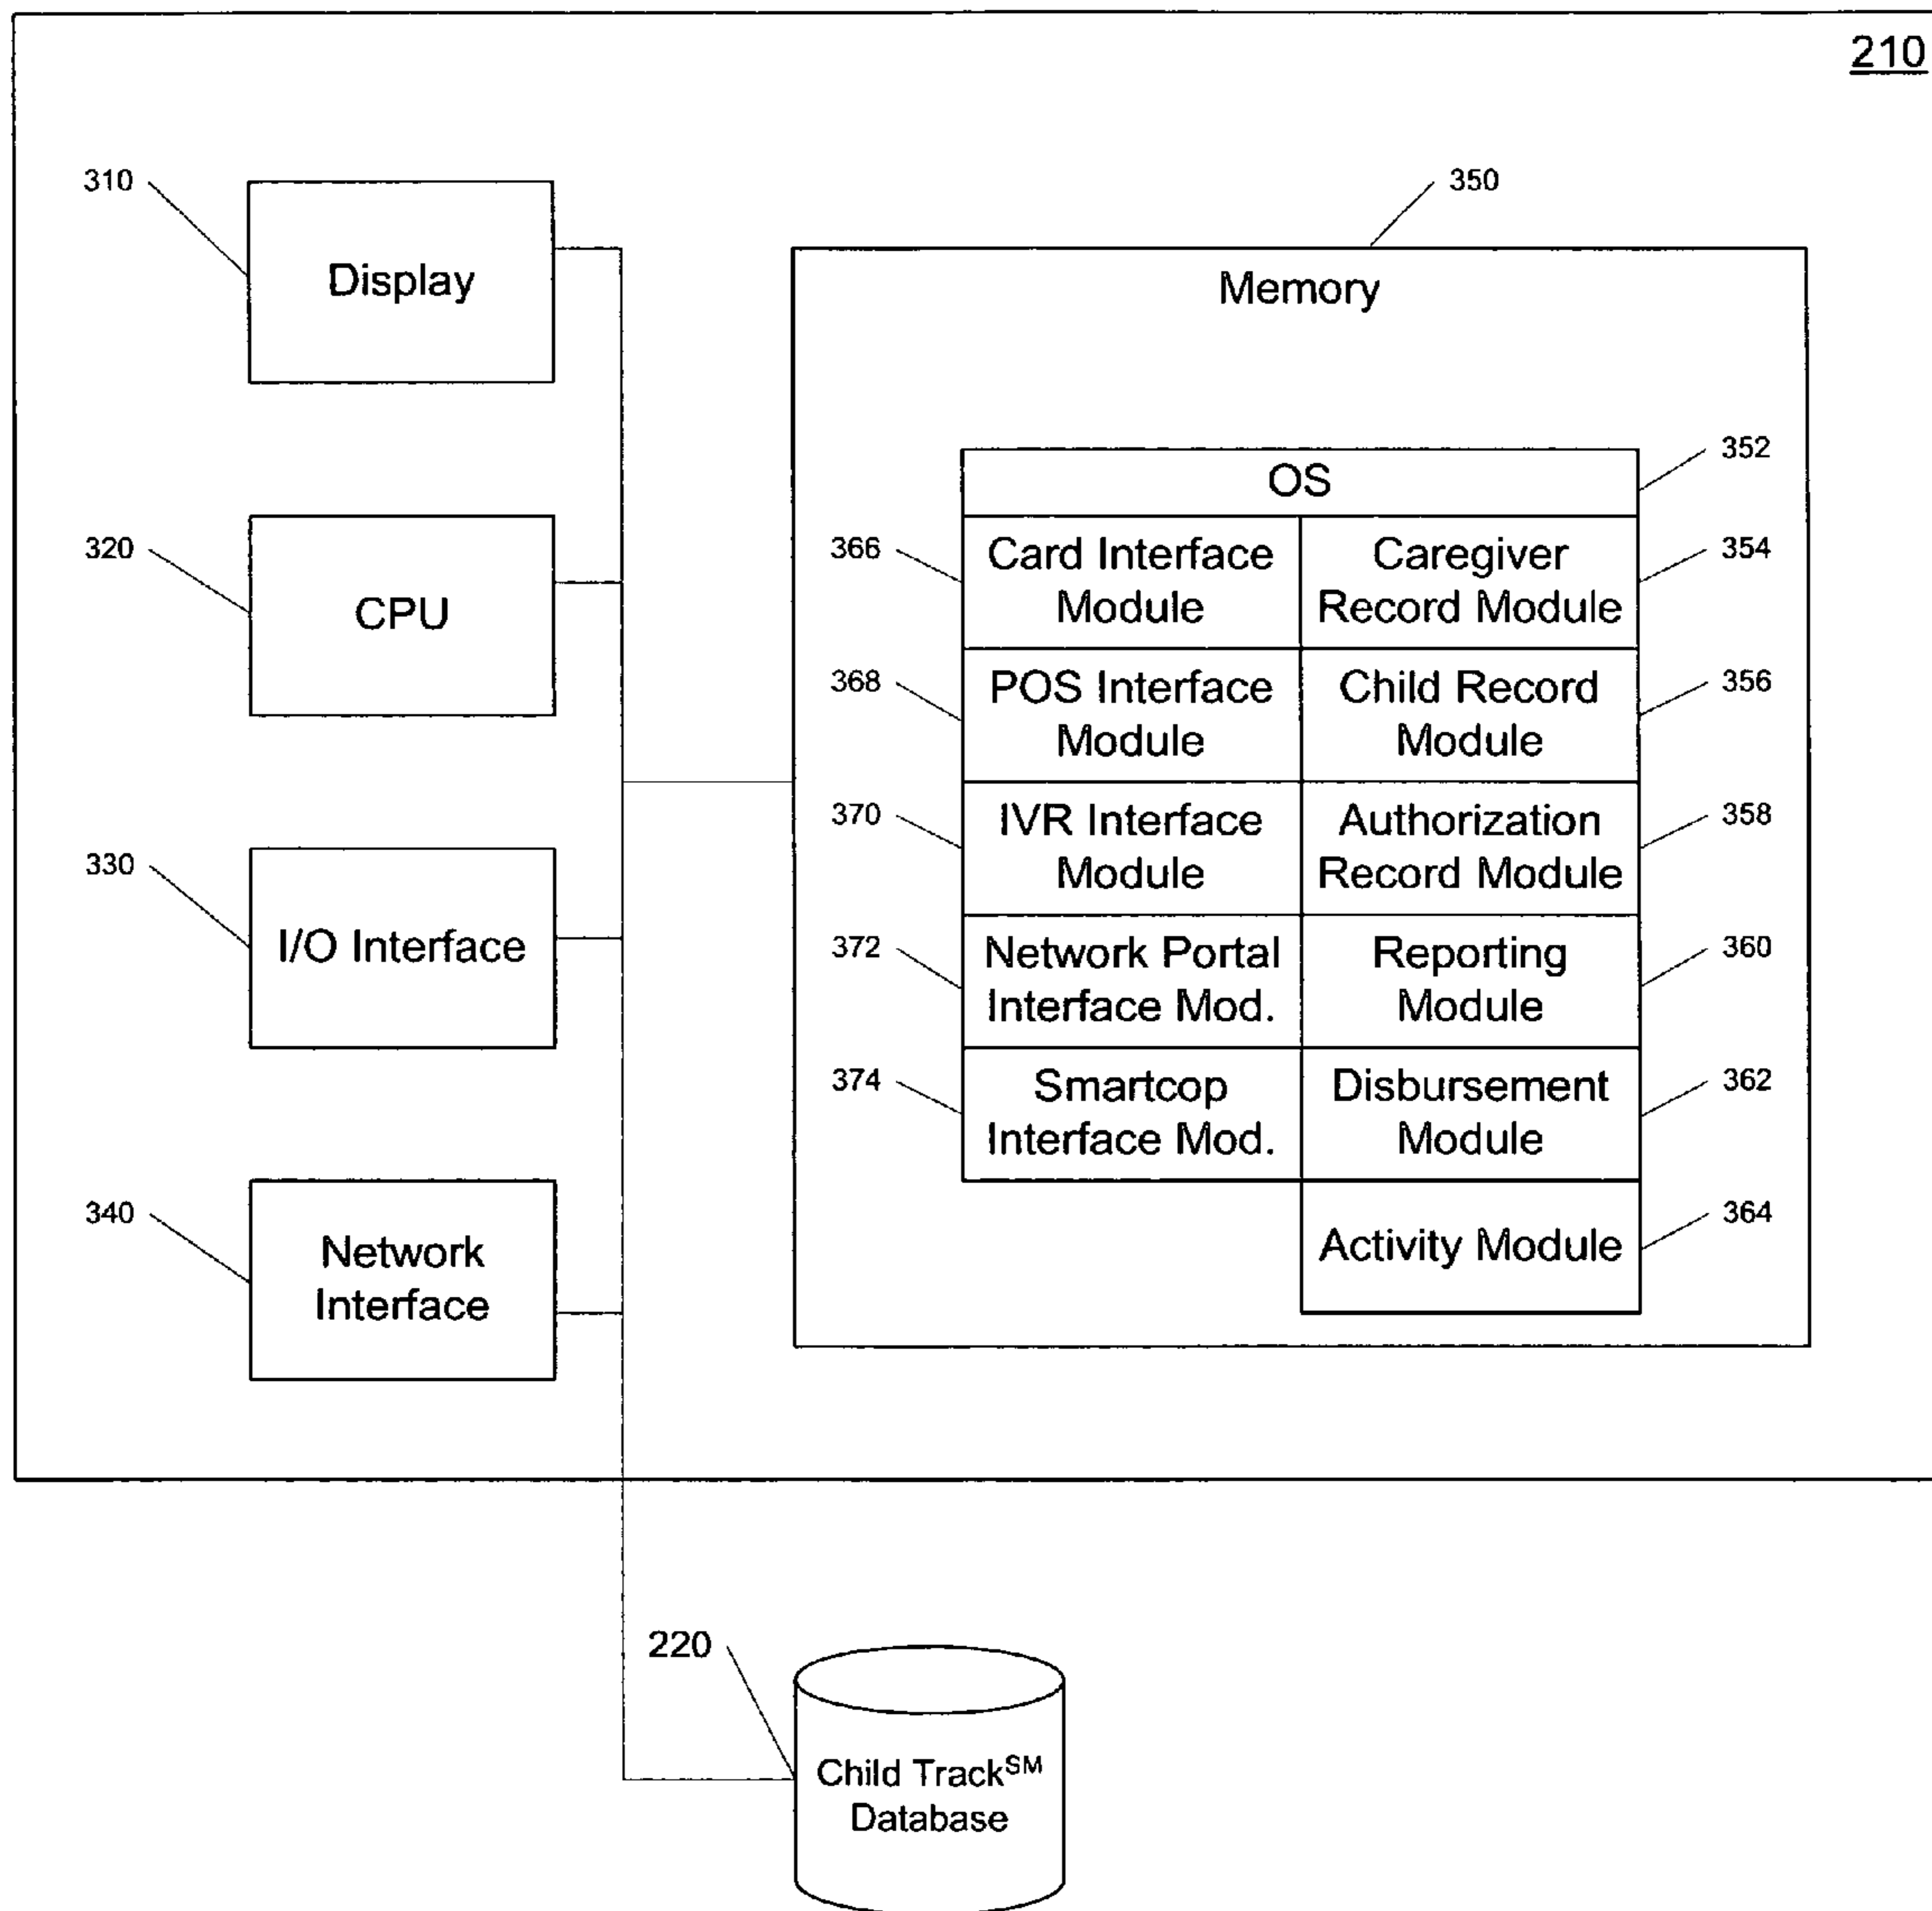 210
310
Display
350
Memory
352
OS
320
CPU
366
Card Interface
Module
Caregiver
Record Module
354
368
POS Interface
Module
Child Record
Module
356
370
IVR Interface
Module
Authorization
Record Module
358
330
I/O Interface
372
Network Portal
Interface Mod.
Reporting
Module
360
374
Smartcop
Interface Mod.
Disbursement
Module
362
340
Network
Interface
Activity Module
364
220
Child Track℠
Database